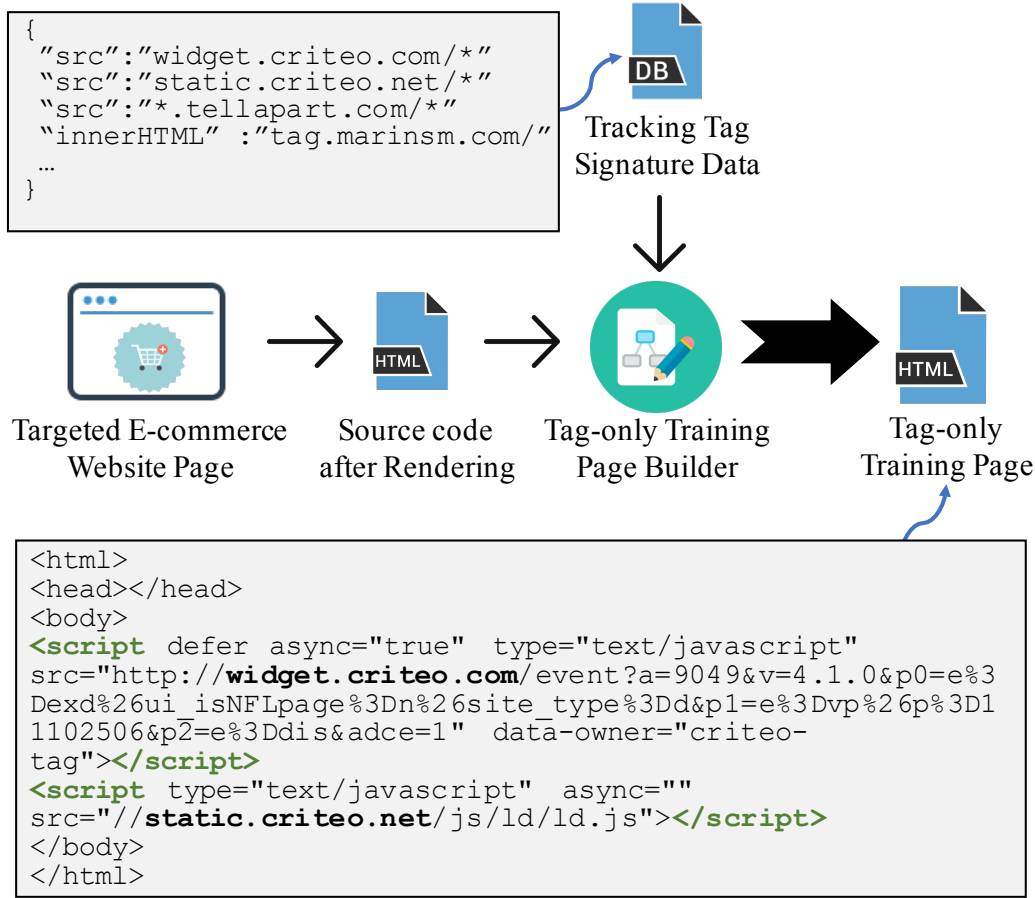 {
”src”:”widget.criteo.com/*”
“src”:”static.criteo.net/*”
“src”:”*.tellapart.com/*”
“innerHTML” :”tag.marinsm.com/”
…
}
DB
Tracking Tag
Signature Data
HTML
HTML
Targeted E-commerce
Website Page
Source code
after Rendering
Tag-only Training
Page Builder
Tag-only
Training Page
<html>
<head></head>
<body>
<script defer async="true" type="text/javascript"
src="http://widget.criteo.com/event?a=9049&v=4.1.0&p0=e%3
Dexd%26ui_isNFLpage%3Dn%26site_type%3Dd&p1=e%3Dvp%26p%3D1
1102506&p2=e%3Ddis&adce=1" data-owner="criteo-
tag"></script>
<script type="text/javascript" async=""
src="//static.criteo.net/js/ld/ld.js"></script>
</body>
</html>